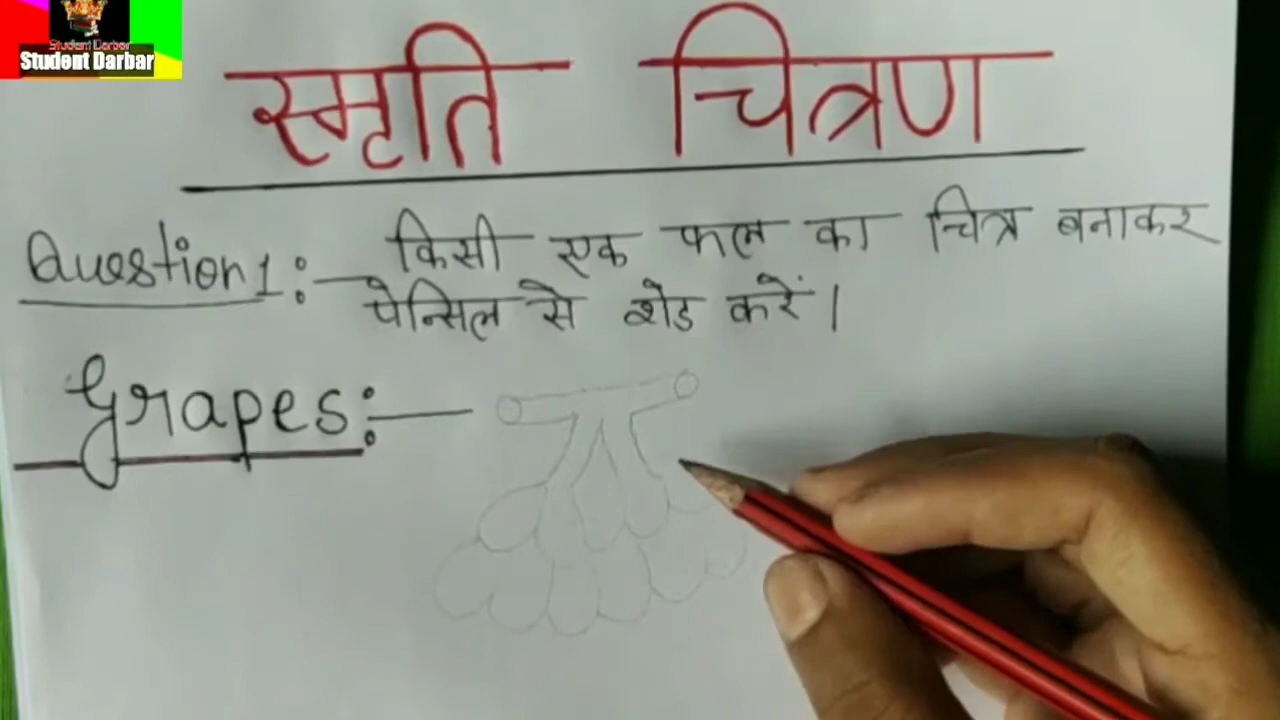 Student Darbar
Student Darbar
स्मृति चित्रण
Question 1:- किसी एक फल का चित्र बनाकर
पेन्सिल से शेड करें।
Grapes:-